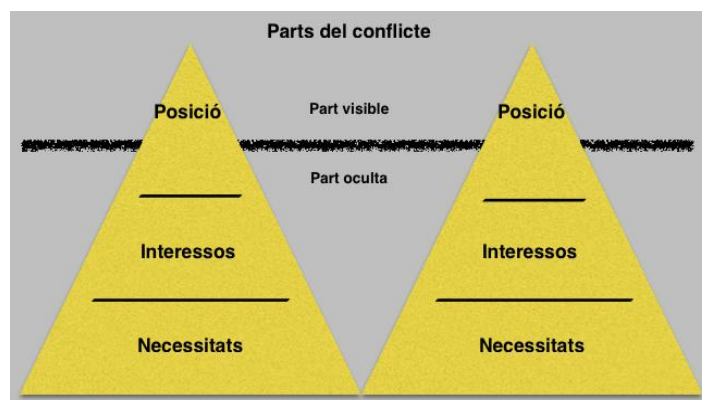 Parts del conflicte
Part visible
Posició
Posició
Part oculta
Interessos
Interessos
Necessitats
Necessitats